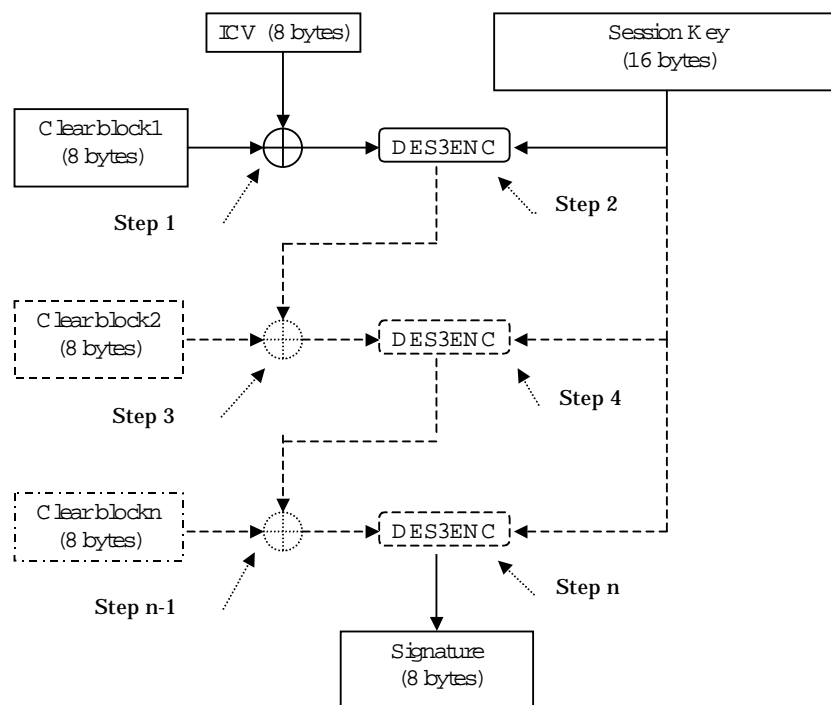 ICV (8 bytes)
Session Key
(16 bytes)
Clearblock1
(8 bytes)
DES3ENC
Step 1
Step 2
Clearblock2
(8 bytes)
DES3ENC
Step 3
Step 4
Clearblockn
(8 bytes)
DES3ENC
Step n-1
Step n
Signature
(8 bytes)